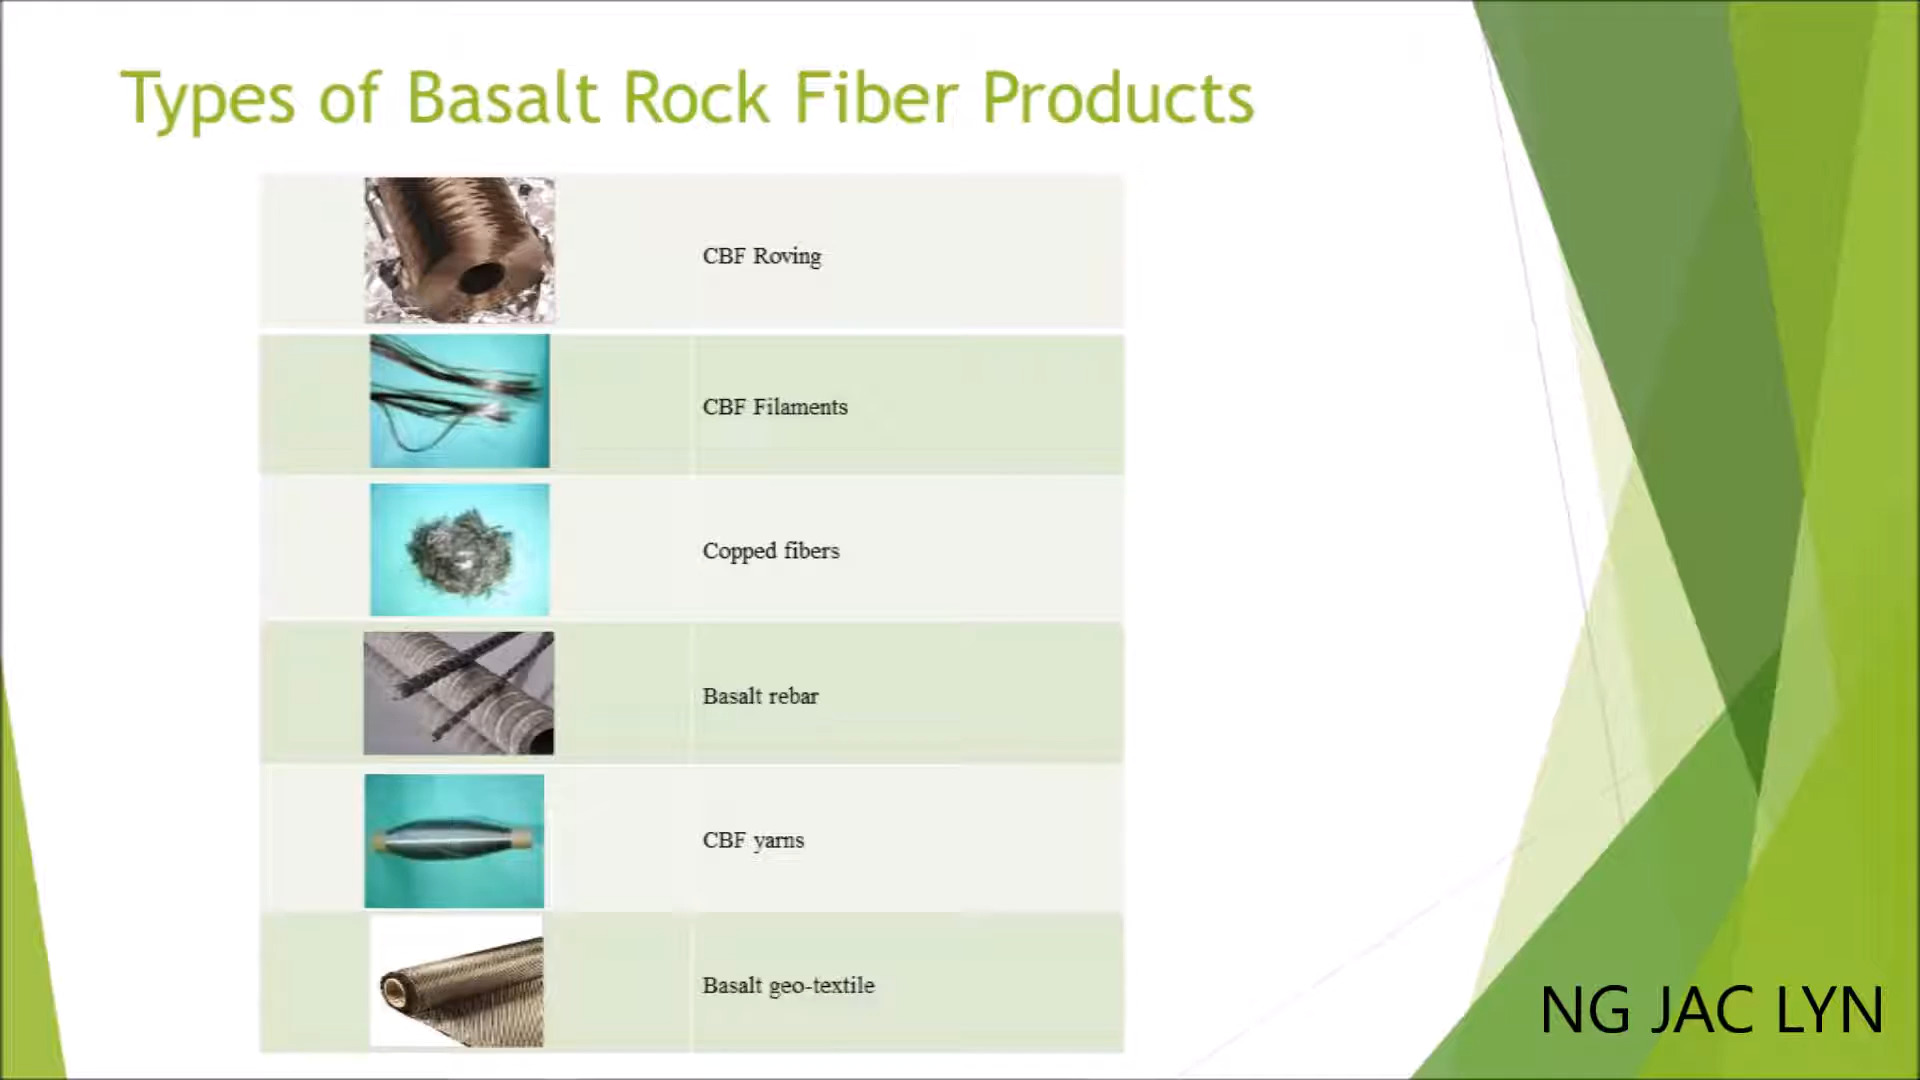 Types of Basalt Rock Fiber Products
CBF Roving
CBF Filaments
Copped fibers
Basalt rebar
CBF yarns
Basalt geo-textile
NG JAC LYN